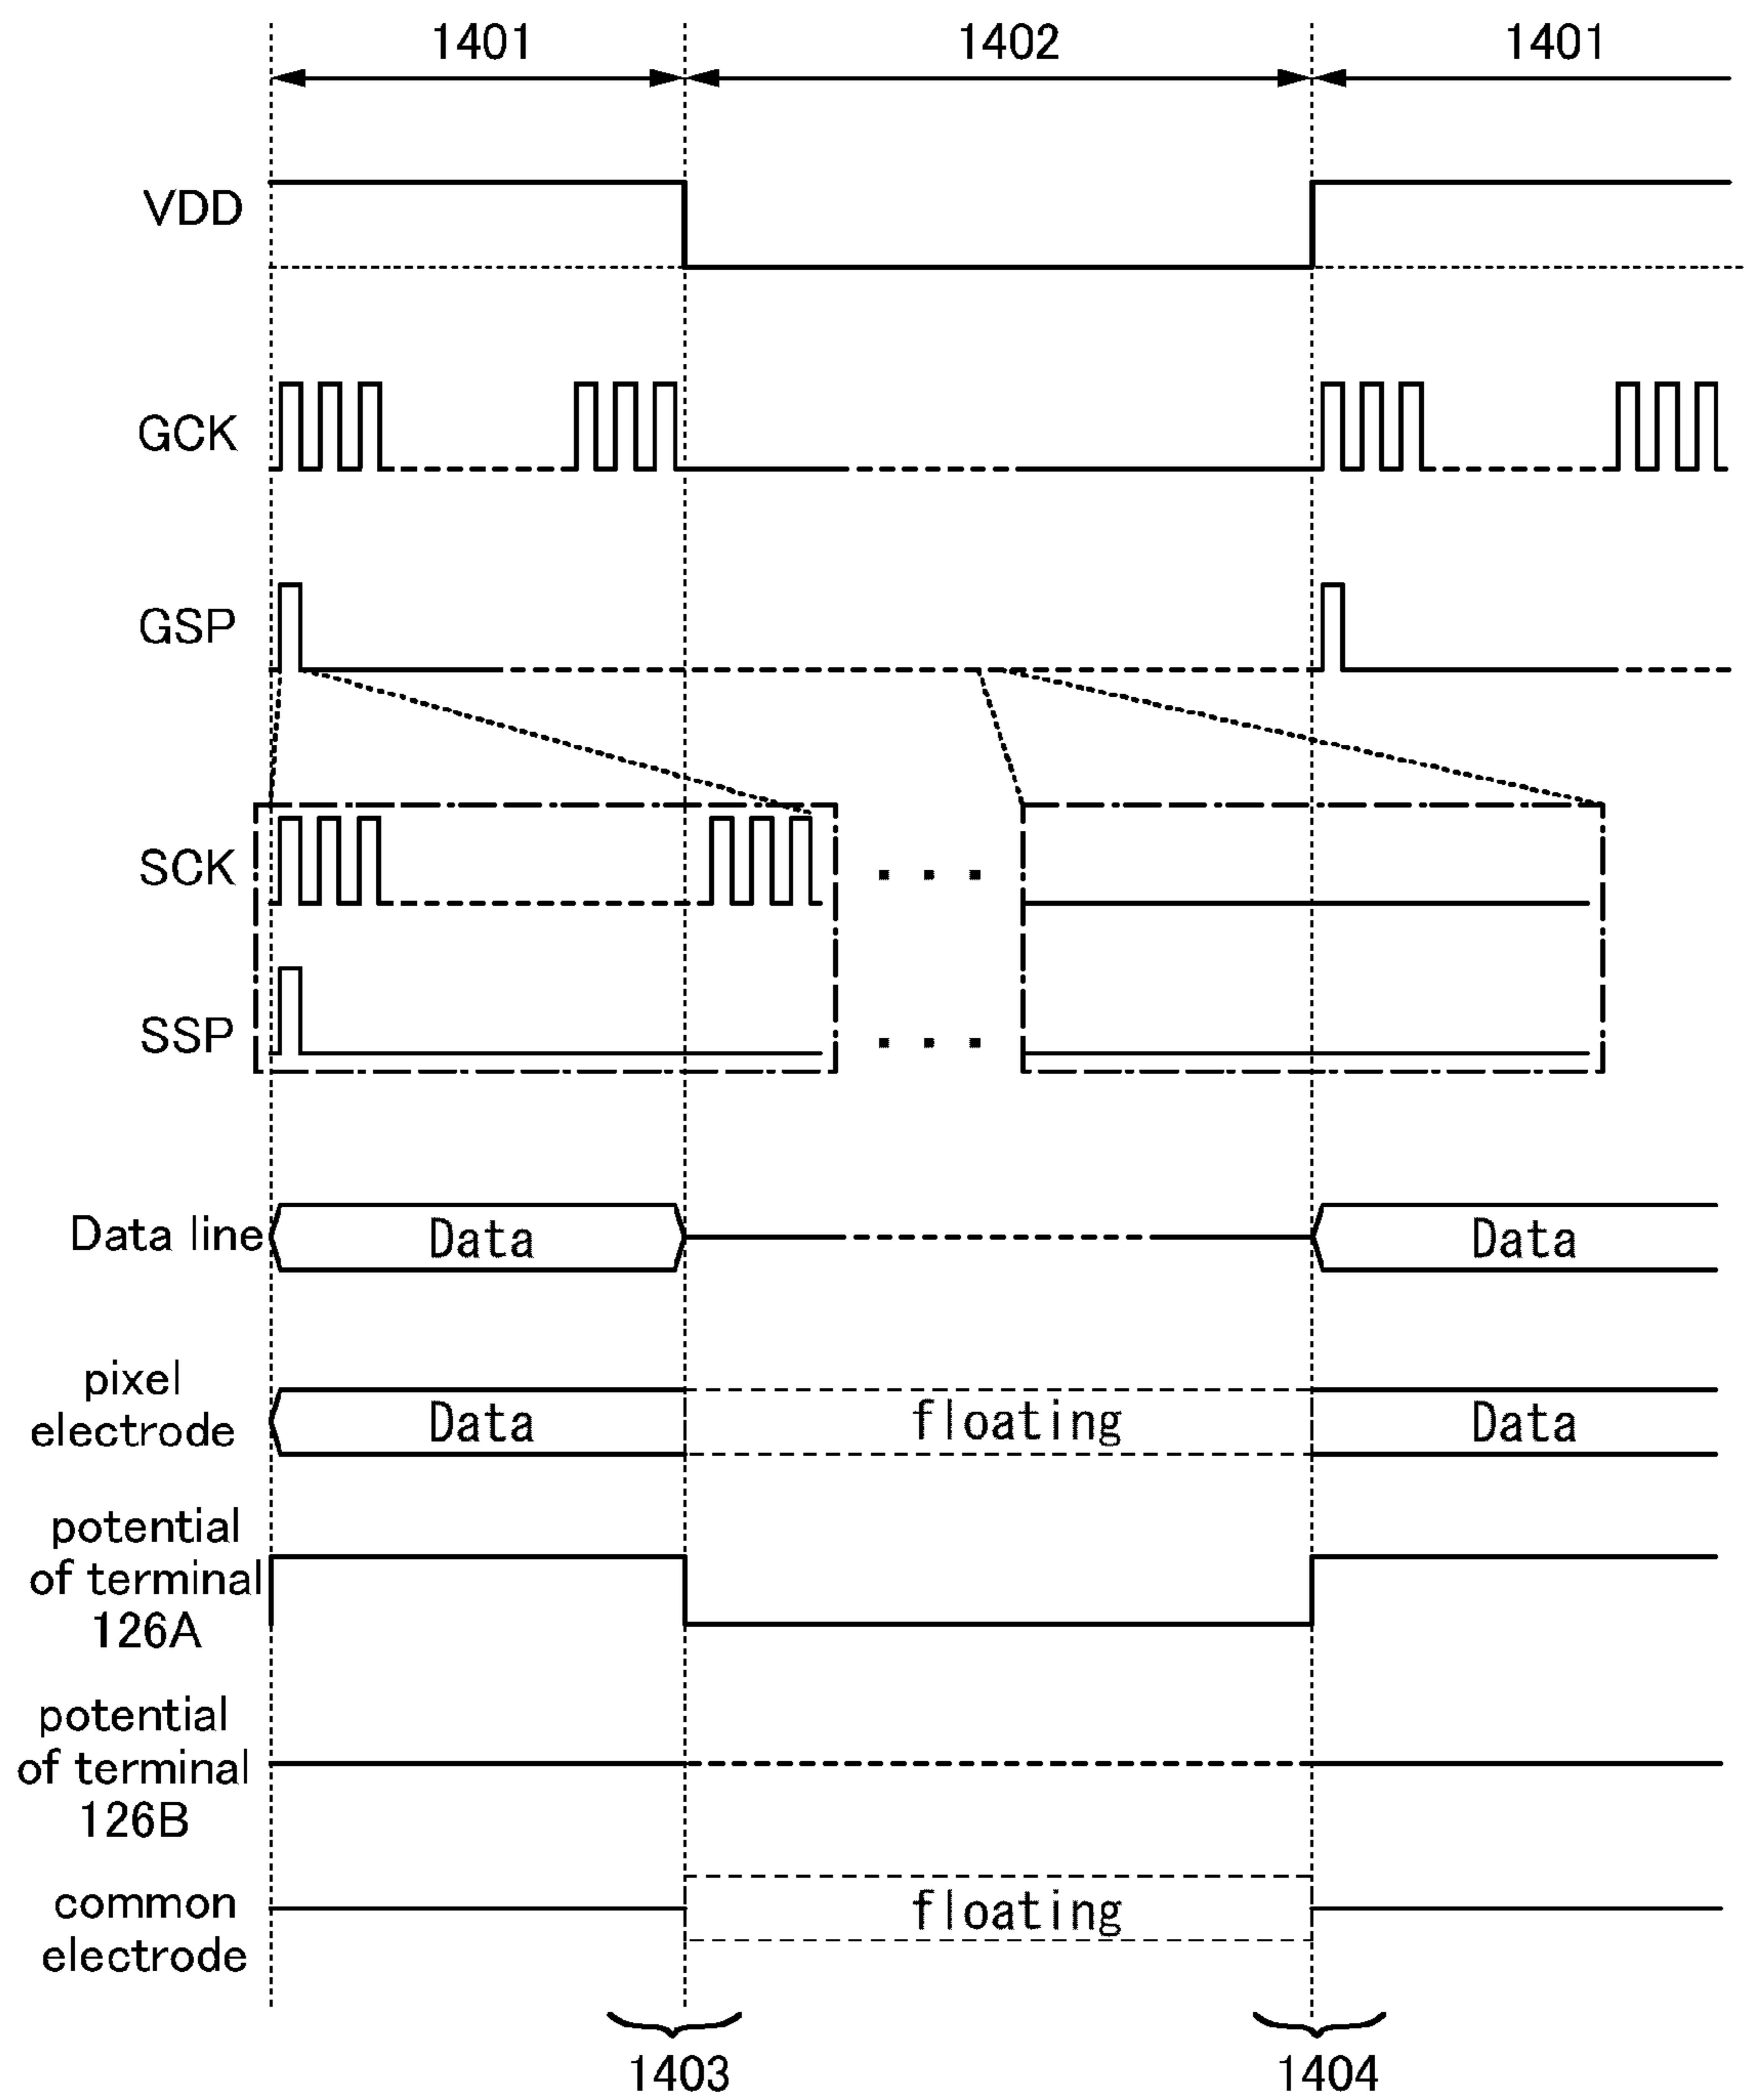 1401
1402
1401
VDD
GCK
GSP
SCK
SSP
Data line
Data
Data
pixel
electrode
Data
floating
Data
potential
of terminal
126A
potential
of terminal
126B
common
electrode
floating
1403
1404